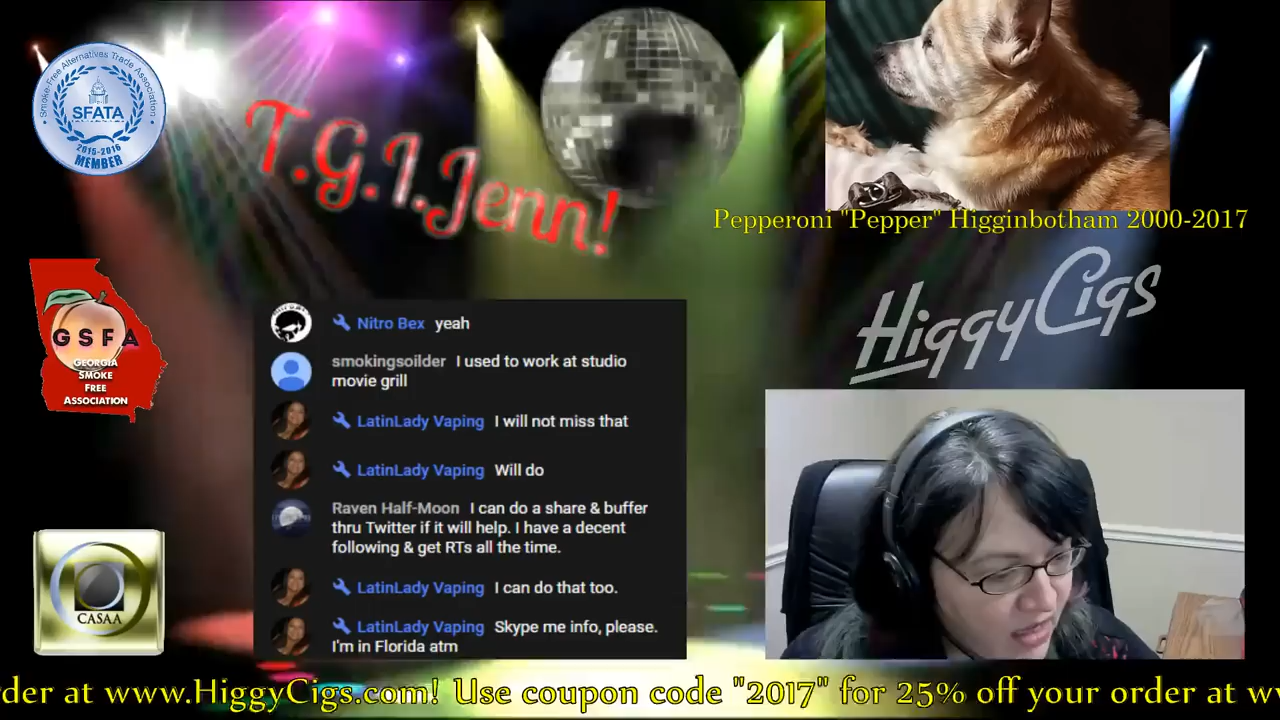 Smoke-Free Alternatives Trade Association
SFATA
2015-2016
MEMBER
T.G.I.Jenn!
Pepperoni "Pepper" Higginbotham 2000-2017
HiggyCigs
GSFA
GEORGIA
SMOKE
FREE
ASSOCIATION
Nitro Bex yeah
smokingsoilder I used to work at studio
movie grill
LatinLady Vaping I will not miss that
LatinLady Vaping Will do
Raven Half-Moon I can do a share & buffer
thru Twitter if it will help. I have a decent
following & get RTs all the time.
LatinLady Vaping I can do that too.
LatinLady Vaping Skype me info, please.
I'm in Florida atm
CASAA
der at www.HiggyCigs.com! Use coupon code "2017" for 25% off your order at w